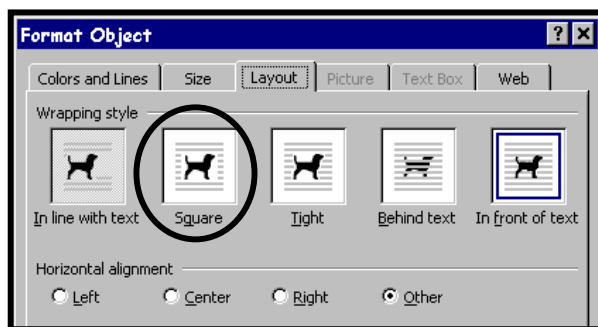 Format Object ? X
Colors and Lines Size Layout Picture Text Box Web
Wrapping style
In line with text Square Tight Behind text In front of text
Horizontal alignment
Left Center Right Other